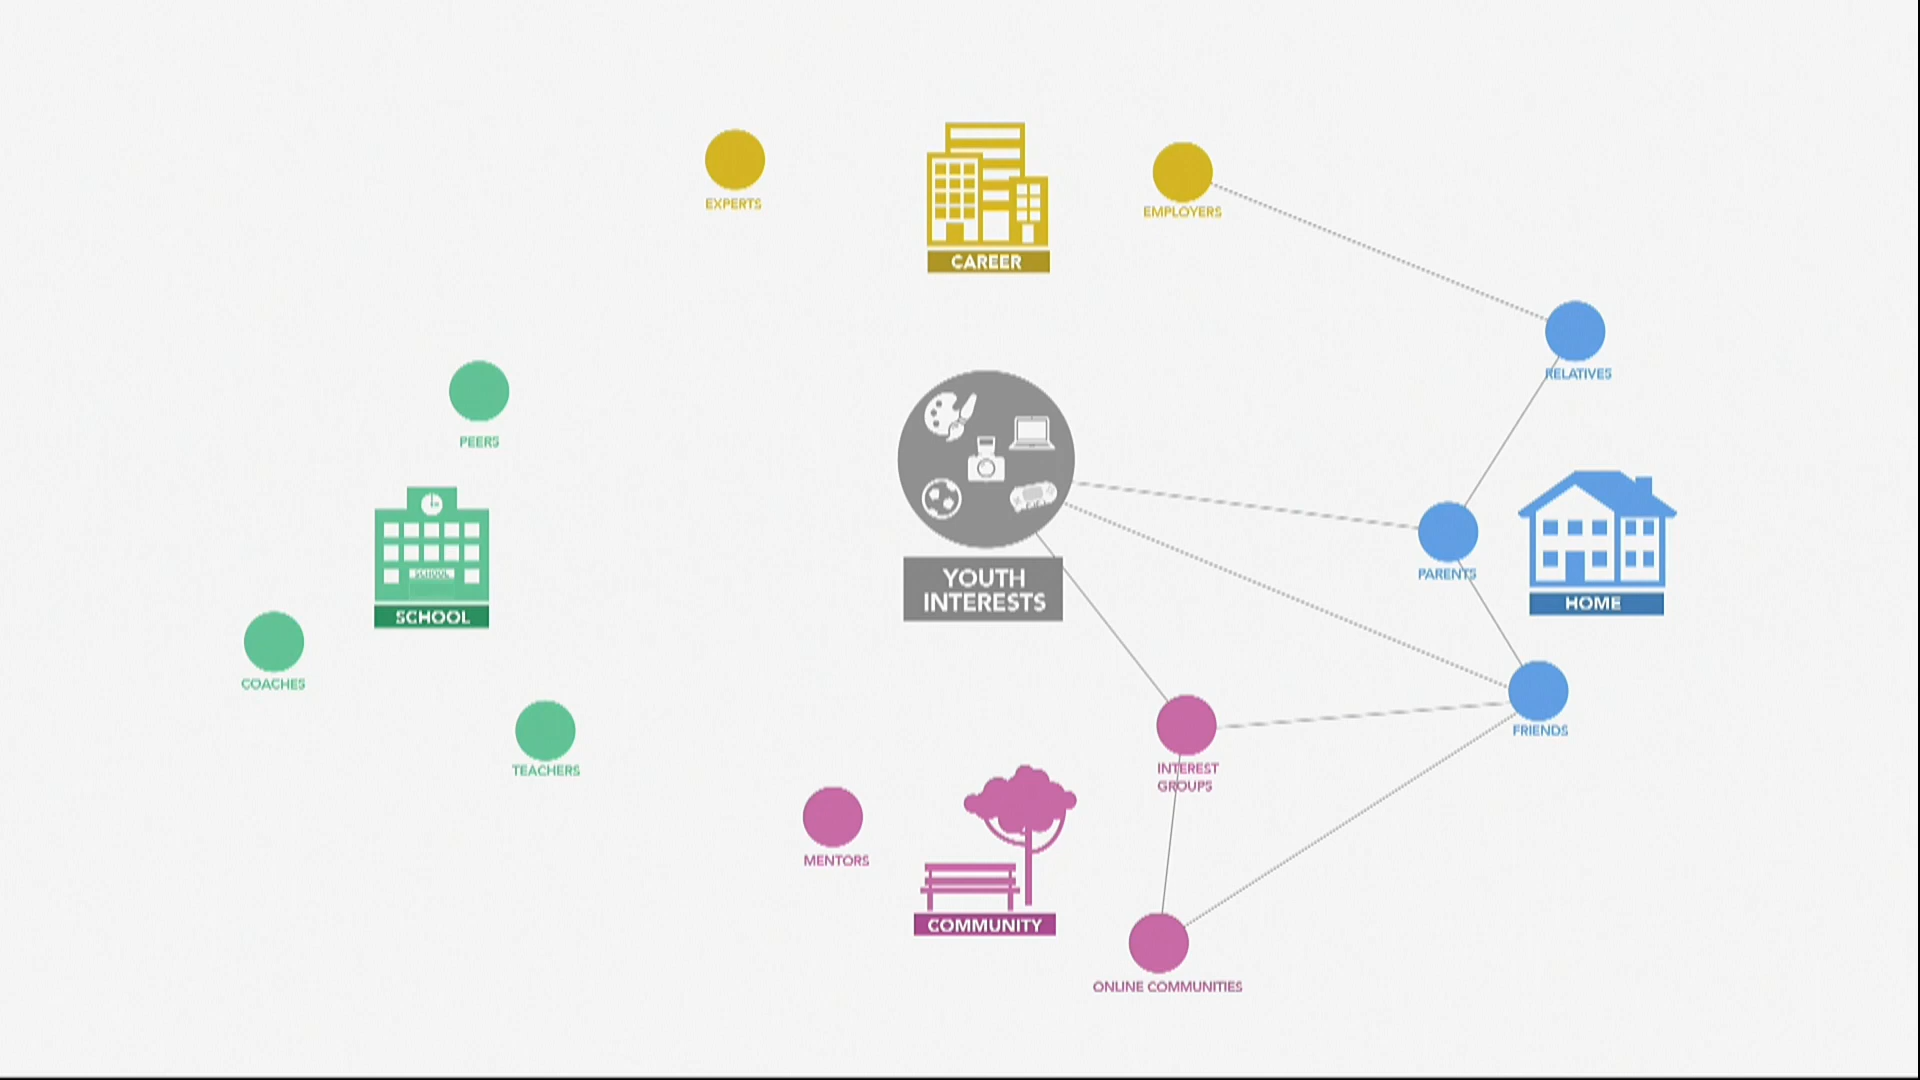 EXPERTS
EMPLOYERS
CAREER
RELATIVES
PEERS
SCHOOL
SCHOOL
COACHES
TEACHERS
YOUTH
INTERESTS
PARENTS
HOME
FRIENDS
INTEREST
GROUPS
MENTORS
COMMUNITY
ONLINE COMMUNITIES